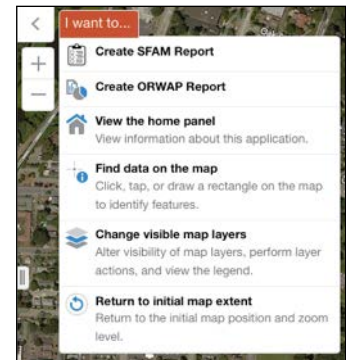 I want to...
Create SFAM Report
Create ORWAP Report
View the home panel
View information about this application.
Find data on the map
Click, tap, or draw a rectangle on the map
to identify features.
Change visible map layers
Alter visibility of map layers, perform layer
actions, and view the legend.
Return to initial map extent
Return to the initial map position and zoom
level.